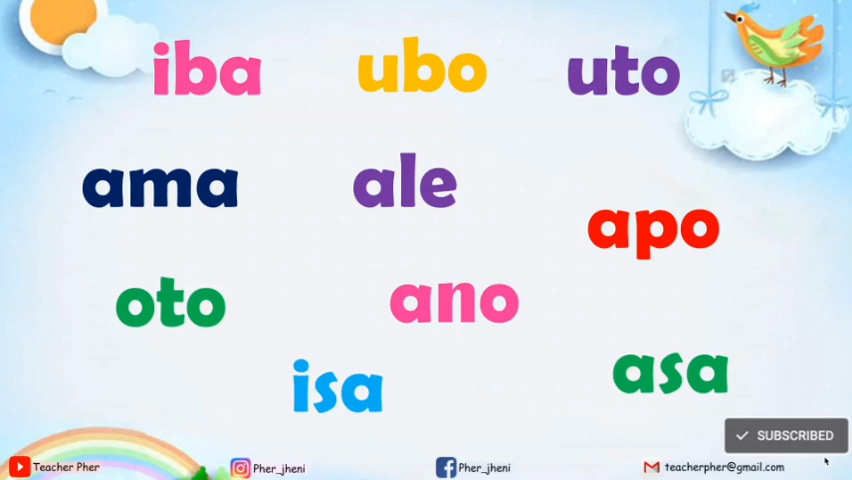 iba ubo uto
ama ale
apo
oto ano
isa asa
SUBSCRIBED
Teacher Pher Pher_jheni Pher_jheni teacherpher@gmail.com